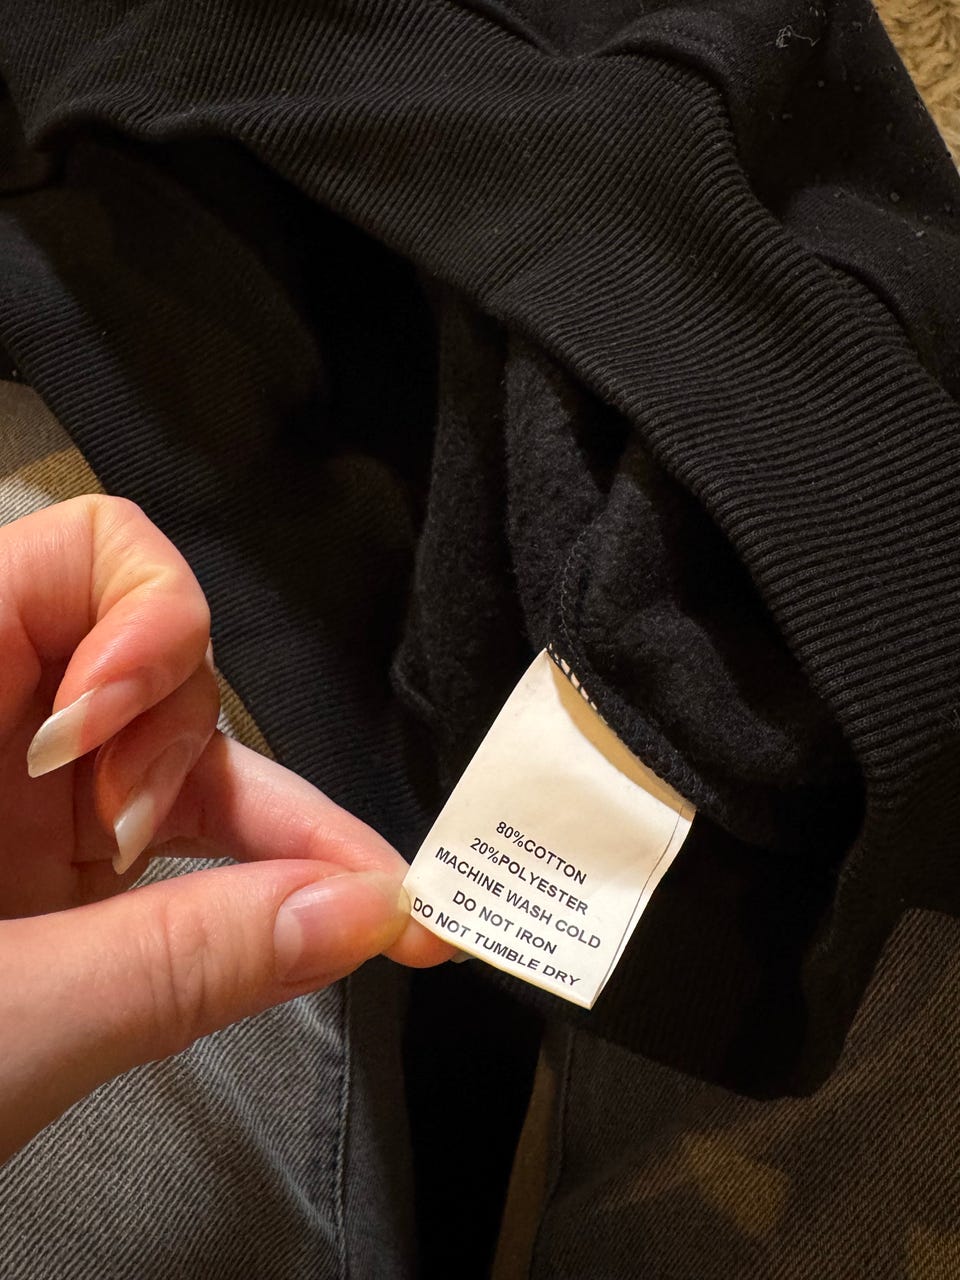 80%COTTON
20%POLYESTER
MACHINE WASH COLD
DO NOT IRON
DO NOT TUMBLE DRY